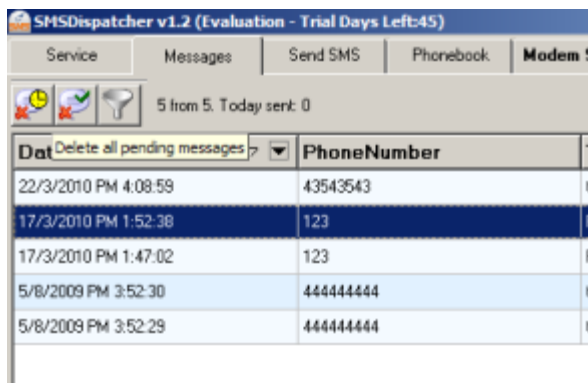 SMSDispatcher v1.2 (Evaluation - Trial Days Left:45)
Service Messages Send SMS Phonebook Modem
5 from 5. Today sent: 0
Delete all pending messages
Dat PhoneNumber
22/3/2010 PM 4:08:59 43543543
17/3/2010 PM 1:52:38 123
17/3/2010 PM 1:47:02 123
5/8/2009 PM 3:52:30 444444444
5/8/2009 PM 3:52:29 444444444